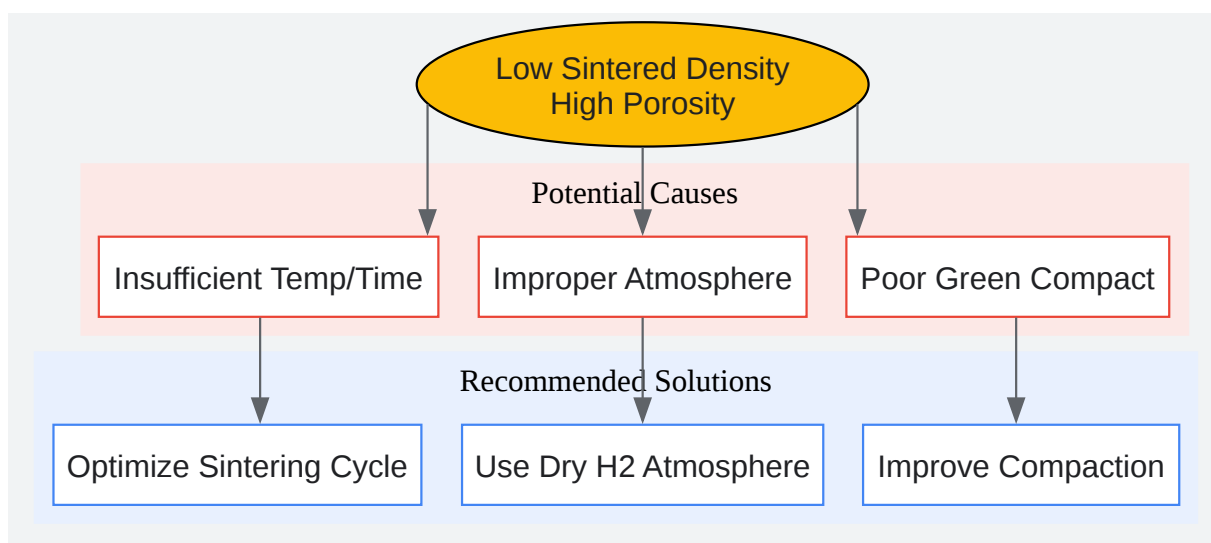 Low Sintered Density
High Porosity
Potential Causes
Insufficient Temp/Time
Improper Atmosphere
Poor Green Compact
Recommended Solutions
Optimize Sintering Cycle
Use Dry H2 Atmosphere
Improve Compaction